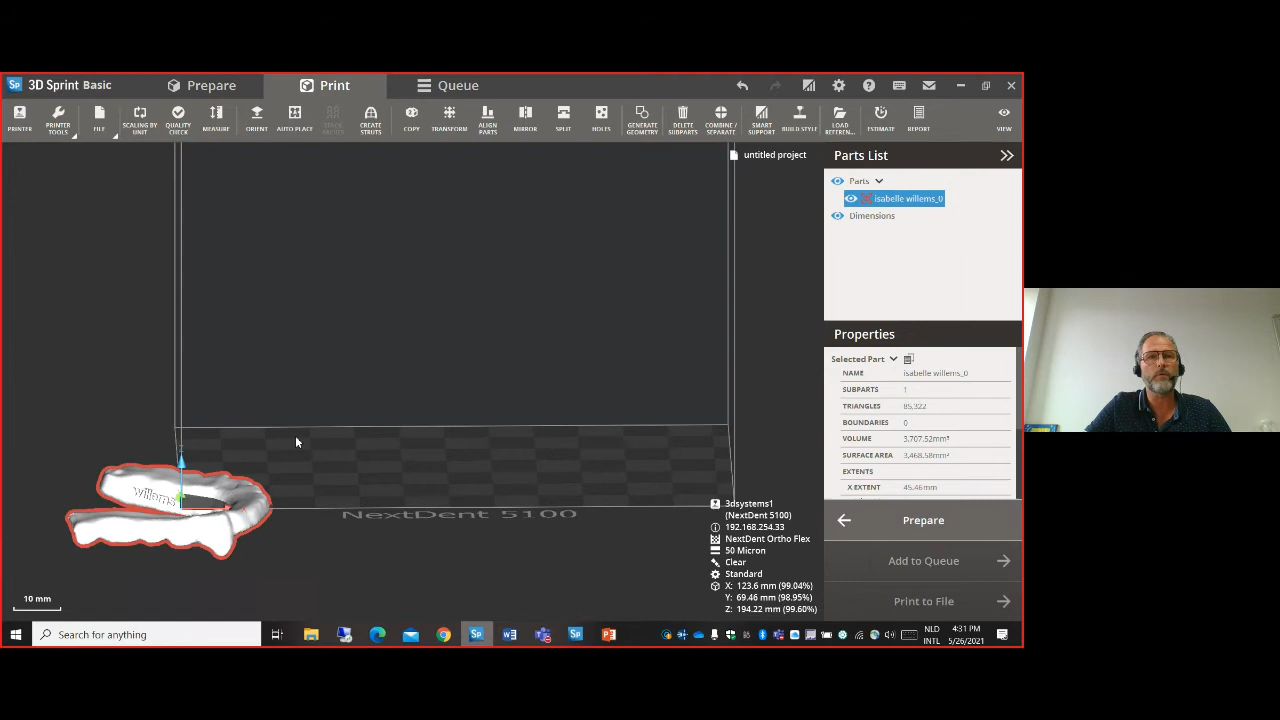 3D Sprint Basic
Prepare
Print
Queue
PRINTER
PRINTER TOOLS
FILE
SCALING BY UNIT
QUALITY CHECK
MEASURE
ORIENT
AUTO PLACE
CREATE STRUTS
COPY
TRANSFORM
ALIGN PARTS
MIRROR
SPLIT
HOLES
GENERATE GEOMETRY
DELETE SUBPARTS
COMBINE / SEPARATE
SMART SUPPORT
BUILD STYLE
LOAD REFEREN...
ESTIMATE
REPORT
VIEW
untitled project
Parts List
Parts
isabelle willems_0
Dimensions
Properties
Selected Part
NAME isabelle willems_0
SUBPARTS 1
TRIANGLES 85,322
BOUNDARIES 0
VOLUME 3,707.52mm³
SURFACE AREA 3,468.58mm²
EXTENTS
X EXTENT 45.46mm
Prepare
Add to Queue
Print to File
willems
NextDent 5100
3dsystems1
(NextDent 5100)
192.168.254.33
NextDent Ortho Flex
50 Micron
Clear
Standard
X: 123.6 mm (99.04%)
Y: 69.46 mm (98.95%)
Z: 194.22 mm (99.60%)
10 mm
Search for anything
NLD
INTL
4:31 PM
5/26/2021